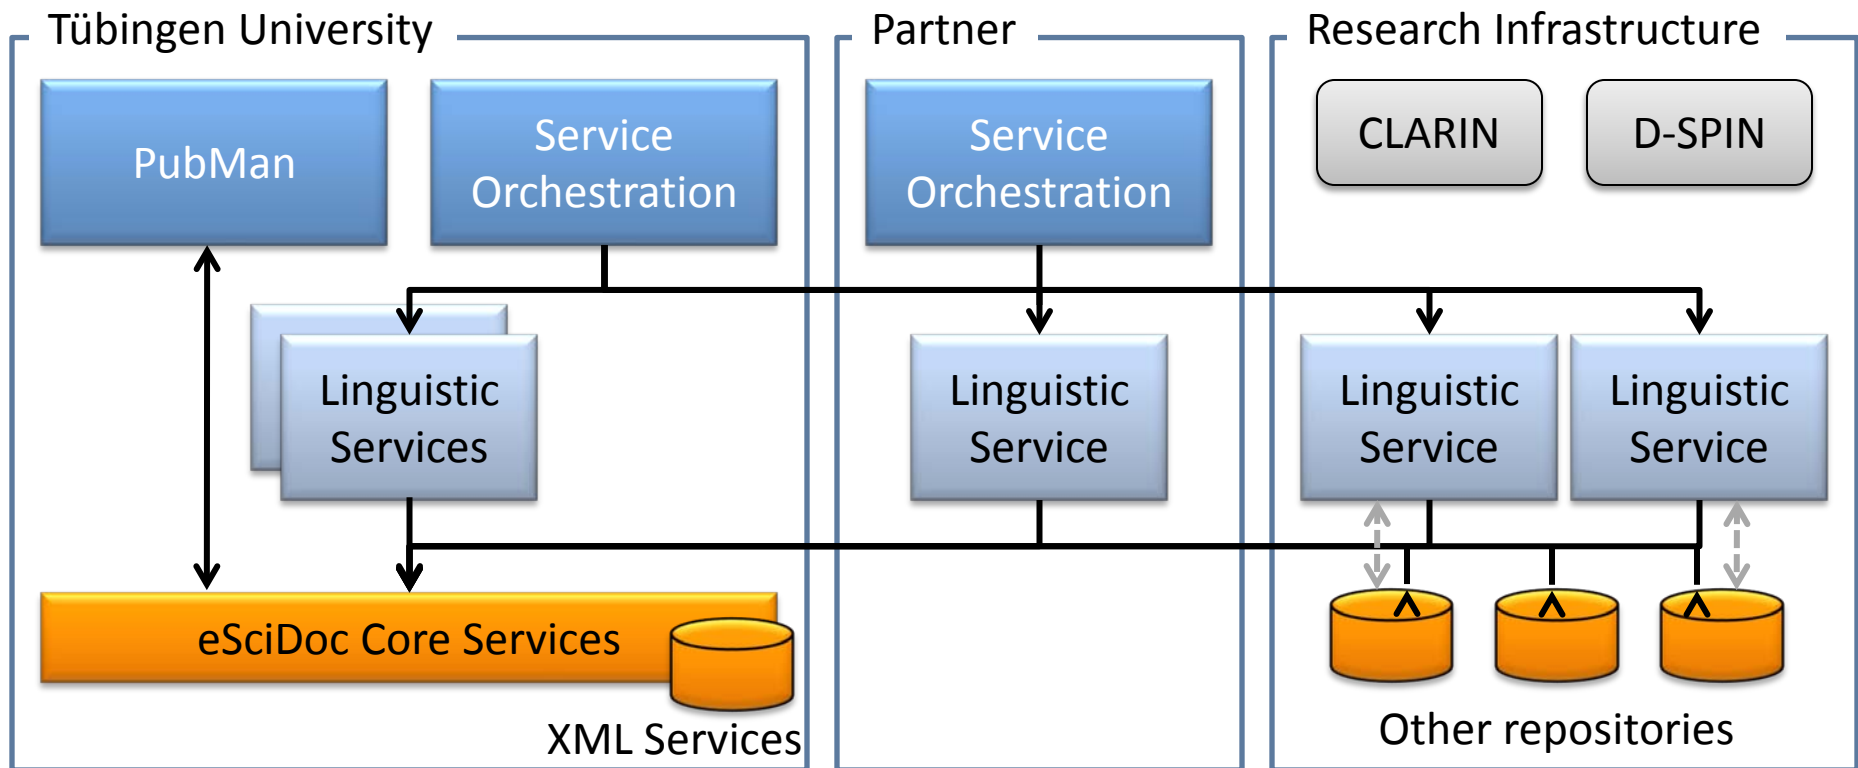 Tübingen University
Partner
Research Infrastructure
PubMan
Service
Orchestration
Service
Orchestration
CLARIN
D-SPIN
Linguistic
Services
Linguistic
Service
Linguistic
Service
Linguistic
Service
eSciDoc Core Services
XML Services
Other repositories